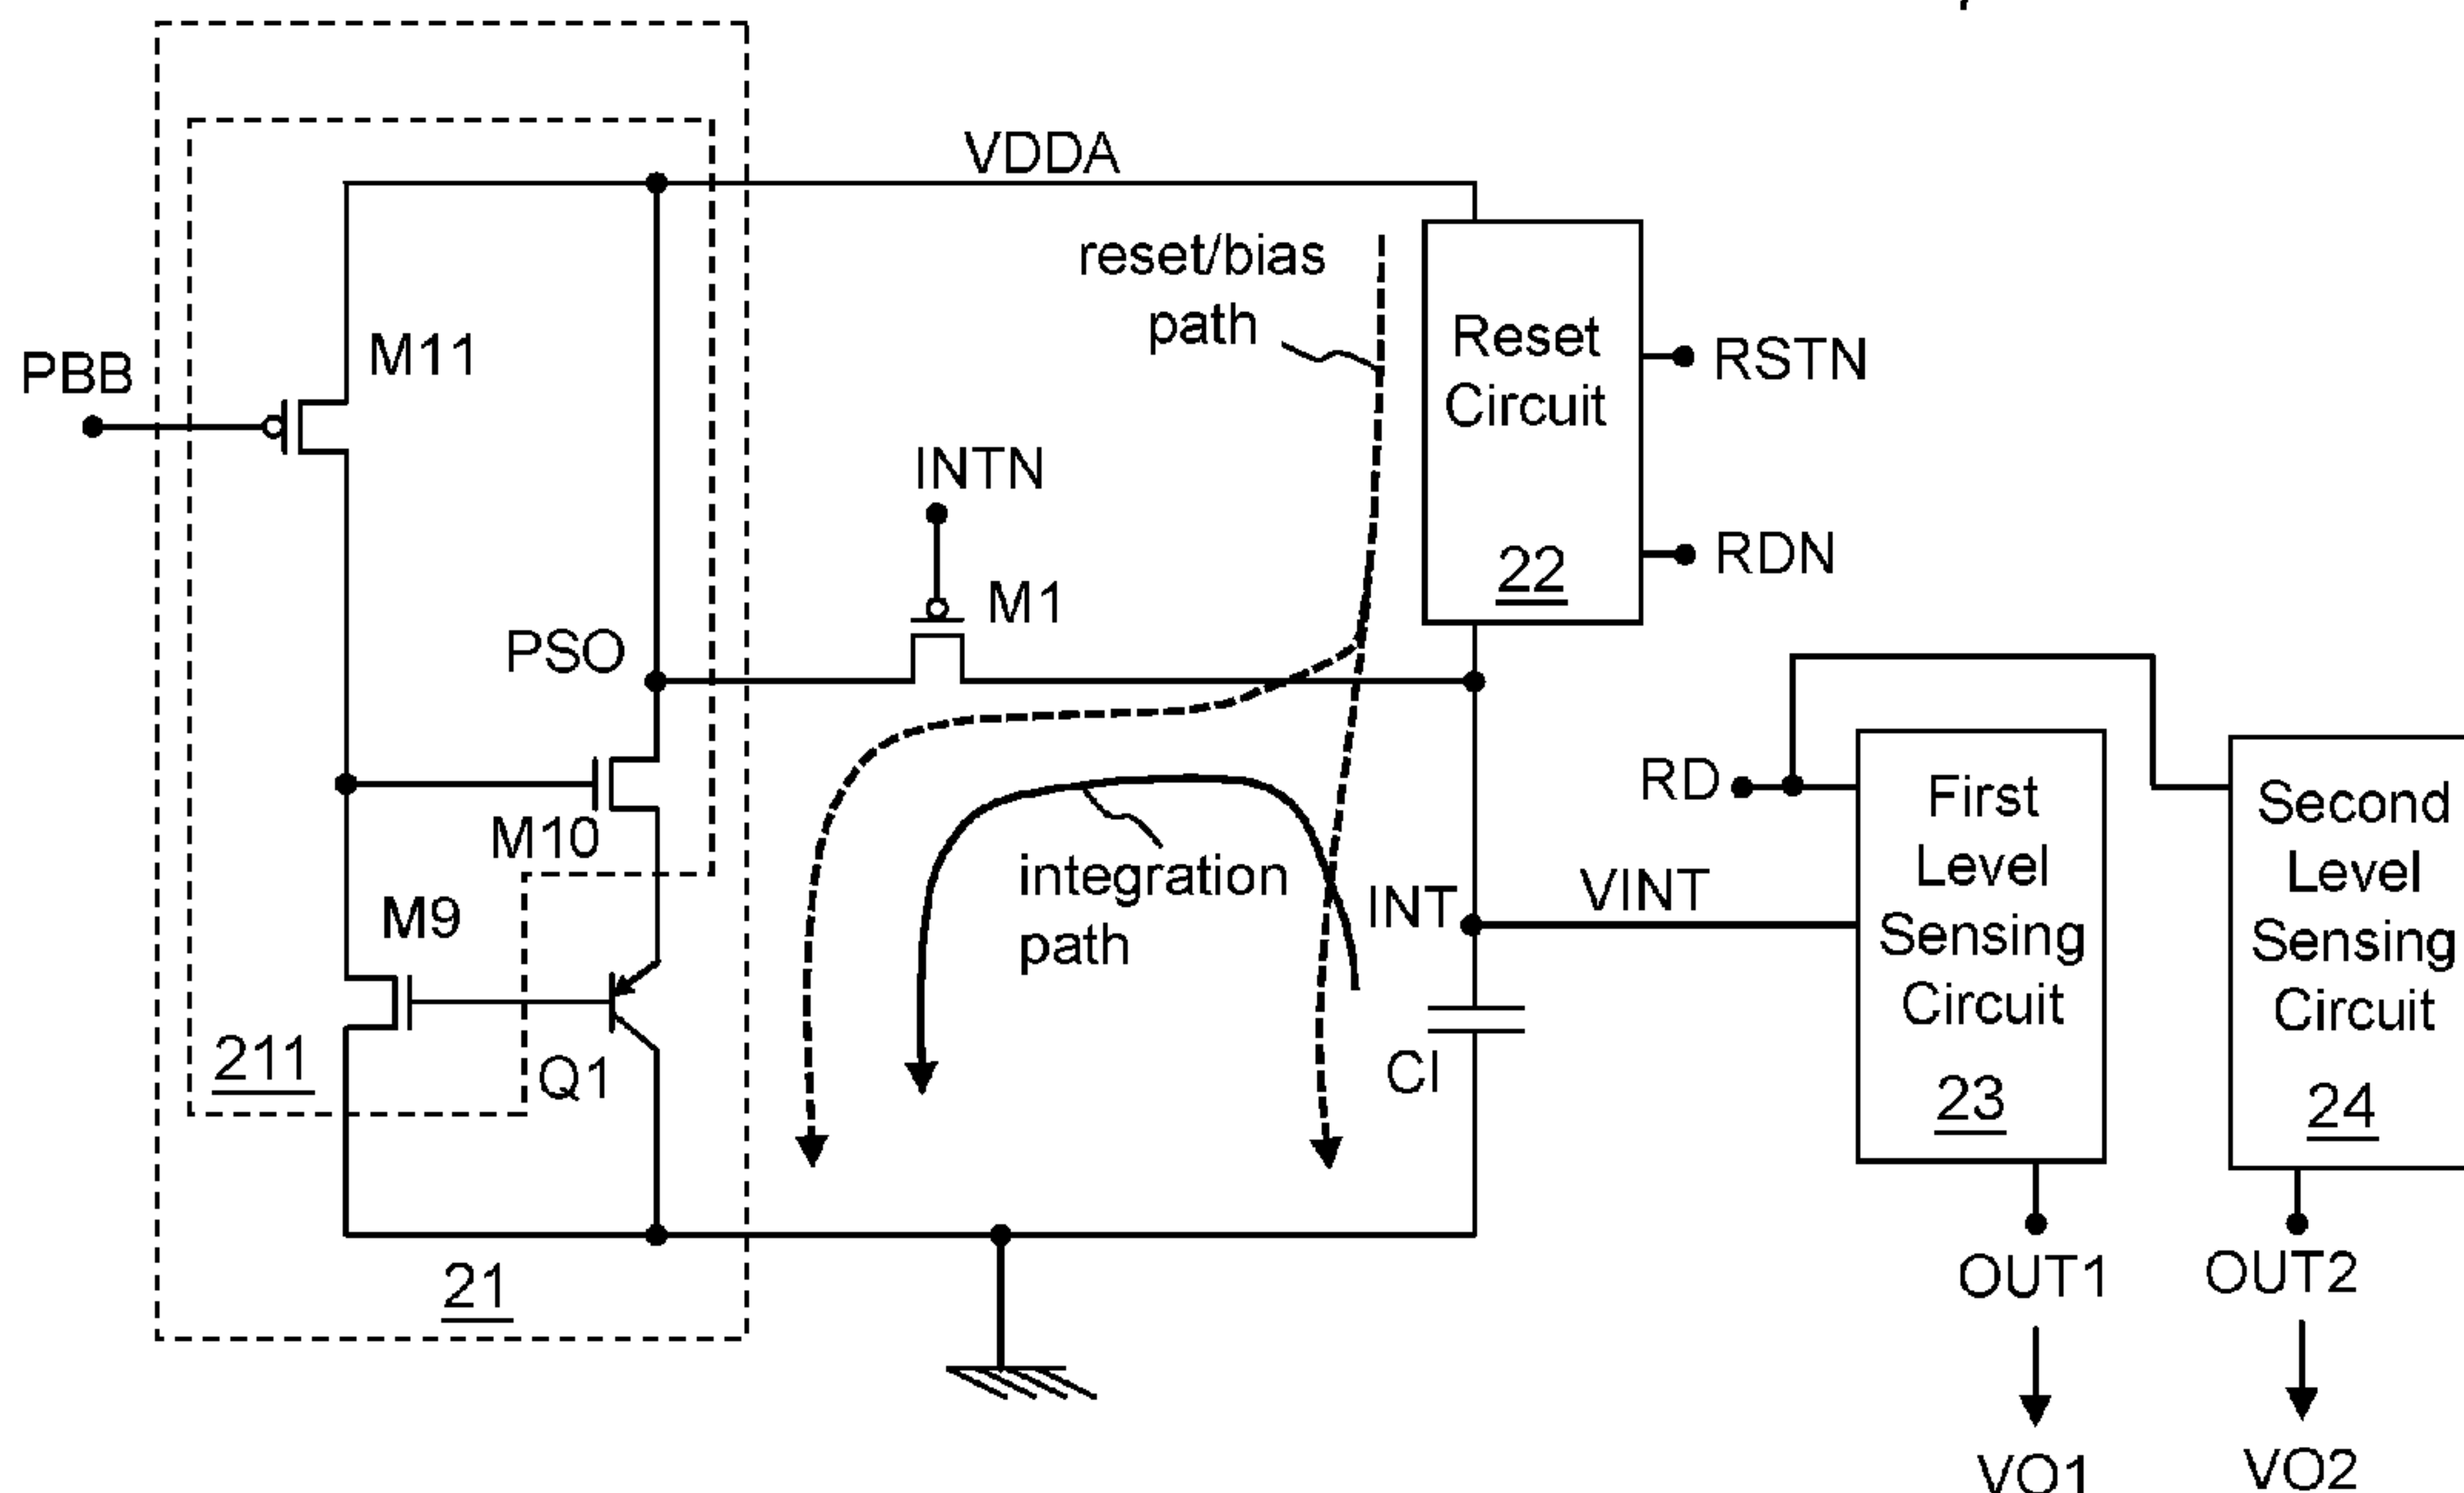 VDDA
reset/bias
path
M11
PBB
Reset
Circuit
22
RSTN
RDN
INTN
M1
PSO
M10
M9
211
Q1
21
integration
path
INT
VINT
CI
RD
First
Level
Sensing
Circuit
23
Second
Level
Sensing
Circuit
24
OUT1
OUT2
VO1
VO2